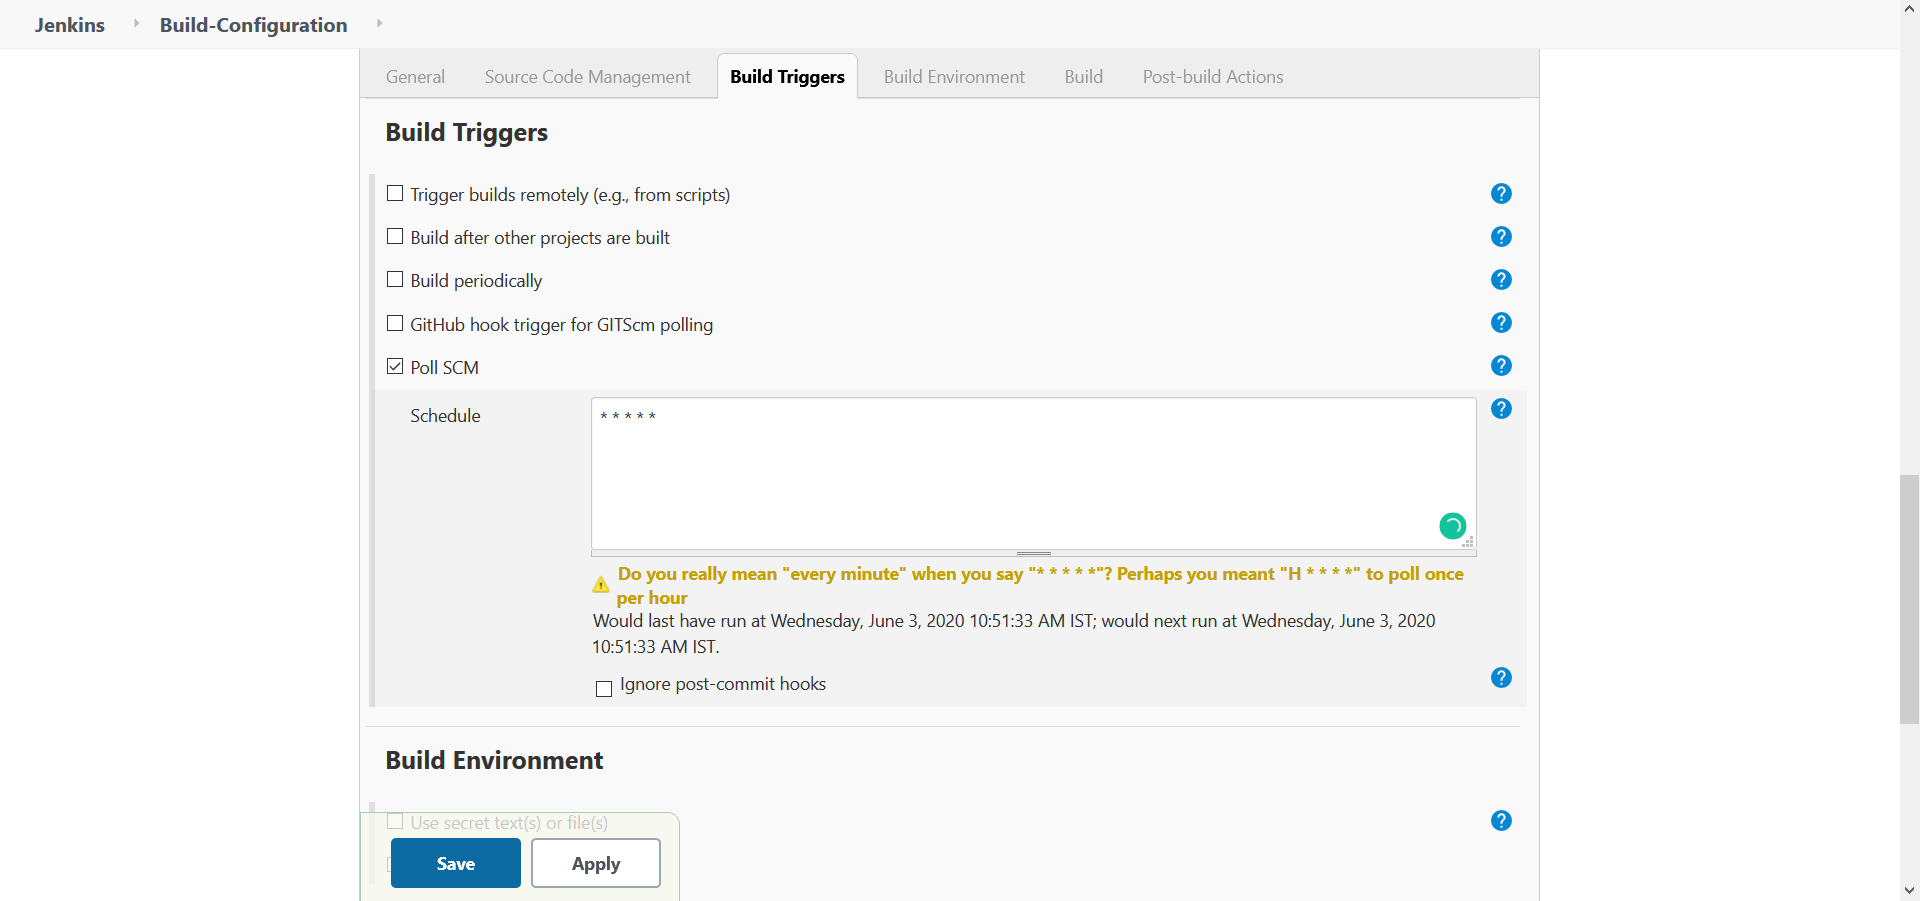 Jenkins Build-Configuration
General Source Code Management Build Triggers Build Environment Build Post-build Actions
Build Triggers
Trigger builds remotely (e.g., from scripts)
Build after other projects are built
Build periodically
GitHub hook trigger for GITScm polling
Poll SCM
Schedule
* * * * *
Do you really mean "every minute" when you say "* * * * *"? Perhaps you meant "H * * * *" to poll once
per hour
Would last have run at Wednesday, June 3, 2020 10:51:33 AM IST; would next run at Wednesday, June 3, 2020
10:51:33 AM IST.
Ignore post-commit hooks
Build Environment
Use secret text(s) or file(s)
Save Apply